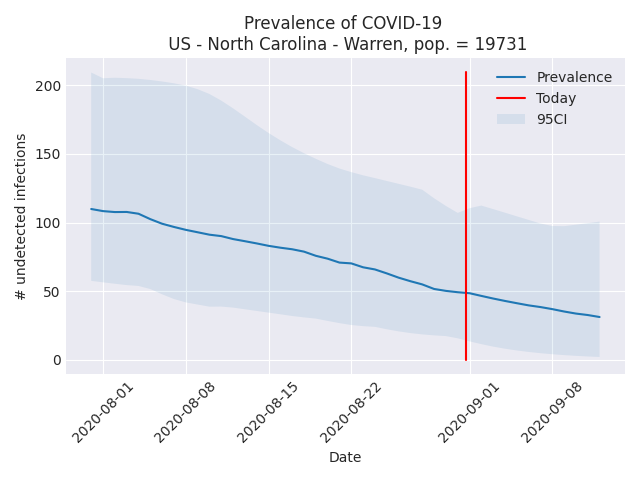 Prevalence of COVID-19
US - North Carolina - Warren, pop. = 19731
Prevalence
Today
95CI
# undetected infections
200
150
100
50
0
2020-08-01
2020-08-08
2020-08-15
2020-08-22
2020-09-01
2020-09-08
Date